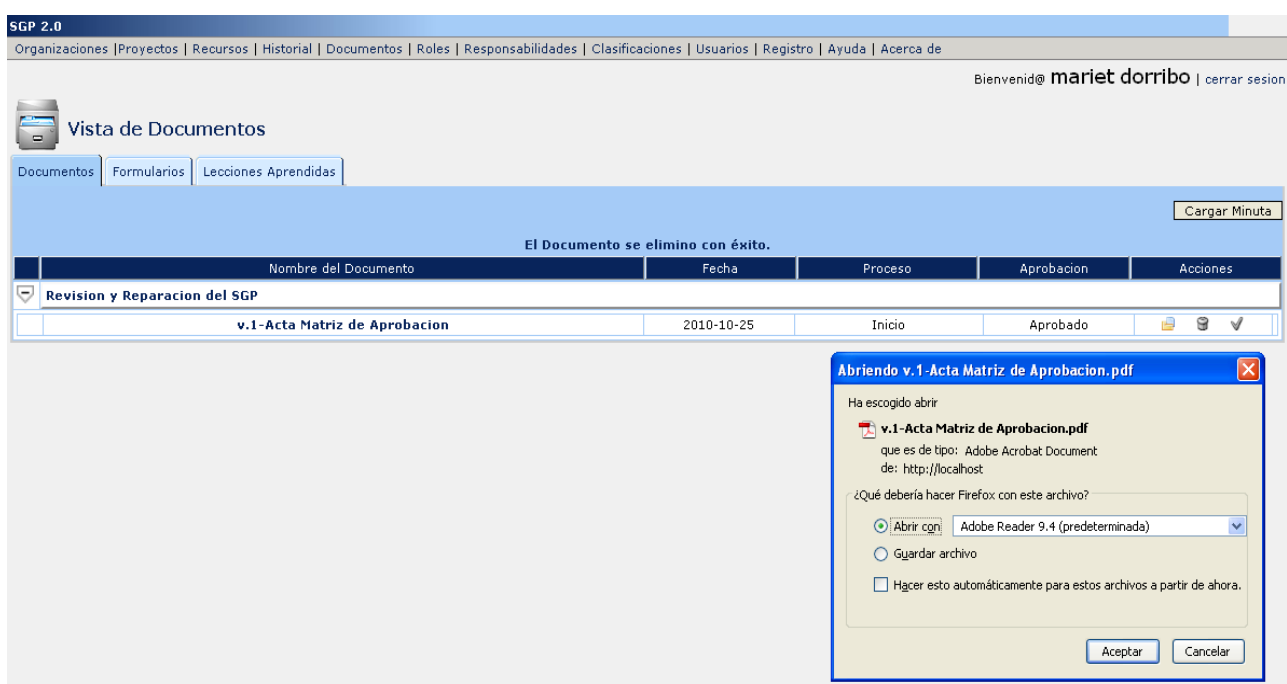 SGP 2.0
Organizaciones |Proyectos | Recursos | Historial | Documentos | Roles | Responsabilidades | Clasificaciones | Usuarios | Registro | Ayuda | Acerca de
Bienvenid@ mariet dorribo | cerrar sesion
Vista de Documentos
Documentos Formularios Lecciones Aprendidas
Cargar Minuta
El Documento se elimino con éxito.
Nombre del Documento Fecha Proceso Aprobacion Acciones
Revision y Reparacion del SGP
v.1-Acta Matriz de Aprobacion 2010-10-25 Inicio Aprobado
Abriendo v.1-Acta Matriz de Aprobacion.pdf
Ha escogido abrir
v.1-Acta Matriz de Aprobacion.pdf
que es de tipo: Adobe Acrobat Document
de: http://localhost
¿Qué debería hacer Firefox con este archivo?
Abrir con Adobe Reader 9.4 (predeterminada)
Guardar archivo
Hacer esto automáticamente para estos archivos a partir de ahora.
Aceptar Cancelar